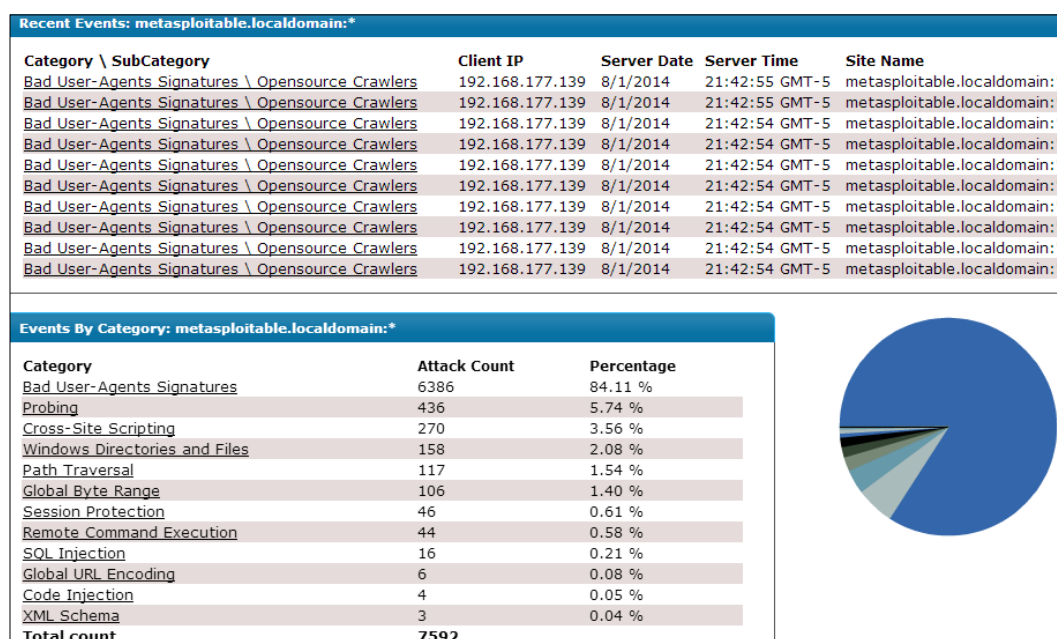 Recent Events: metasploitable.localdomain:*
Category \ SubCategory Client IP Server Date Server Time Site Name
Bad User-Agents Signatures \ Opensource Crawlers 192.168.177.139 8/1/2014 21:42:55 GMT-5 metasploitable.localdomain:
Bad User-Agents Signatures \ Opensource Crawlers 192.168.177.139 8/1/2014 21:42:55 GMT-5 metasploitable.localdomain:
Bad User-Agents Signatures \ Opensource Crawlers 192.168.177.139 8/1/2014 21:42:54 GMT-5 metasploitable.localdomain:
Bad User-Agents Signatures \ Opensource Crawlers 192.168.177.139 8/1/2014 21:42:54 GMT-5 metasploitable.localdomain:
Bad User-Agents Signatures \ Opensource Crawlers 192.168.177.139 8/1/2014 21:42:54 GMT-5 metasploitable.localdomain:
Bad User-Agents Signatures \ Opensource Crawlers 192.168.177.139 8/1/2014 21:42:54 GMT-5 metasploitable.localdomain:
Bad User-Agents Signatures \ Opensource Crawlers 192.168.177.139 8/1/2014 21:42:54 GMT-5 metasploitable.localdomain:
Bad User-Agents Signatures \ Opensource Crawlers 192.168.177.139 8/1/2014 21:42:54 GMT-5 metasploitable.localdomain:
Bad User-Agents Signatures \ Opensource Crawlers 192.168.177.139 8/1/2014 21:42:54 GMT-5 metasploitable.localdomain:
Bad User-Agents Signatures \ Opensource Crawlers 192.168.177.139 8/1/2014 21:42:54 GMT-5 metasploitable.localdomain:
Events By Category: metasploitable.localdomain:*
Category Attack Count Percentage
Bad User-Agents Signatures 6386 84.11 %
Probing 436 5.74 %
Cross-Site Scripting 270 3.56 %
Windows Directories and Files 158 2.08 %
Path Traversal 117 1.54 %
Global Byte Range 106 1.40 %
Session Protection 46 0.61 %
Remote Command Execution 44 0.58 %
SQL Injection 16 0.21 %
Global URL Encoding 6 0.08 %
Code Injection 4 0.05 %
XML Schema 3 0.04 %
Total count 7592